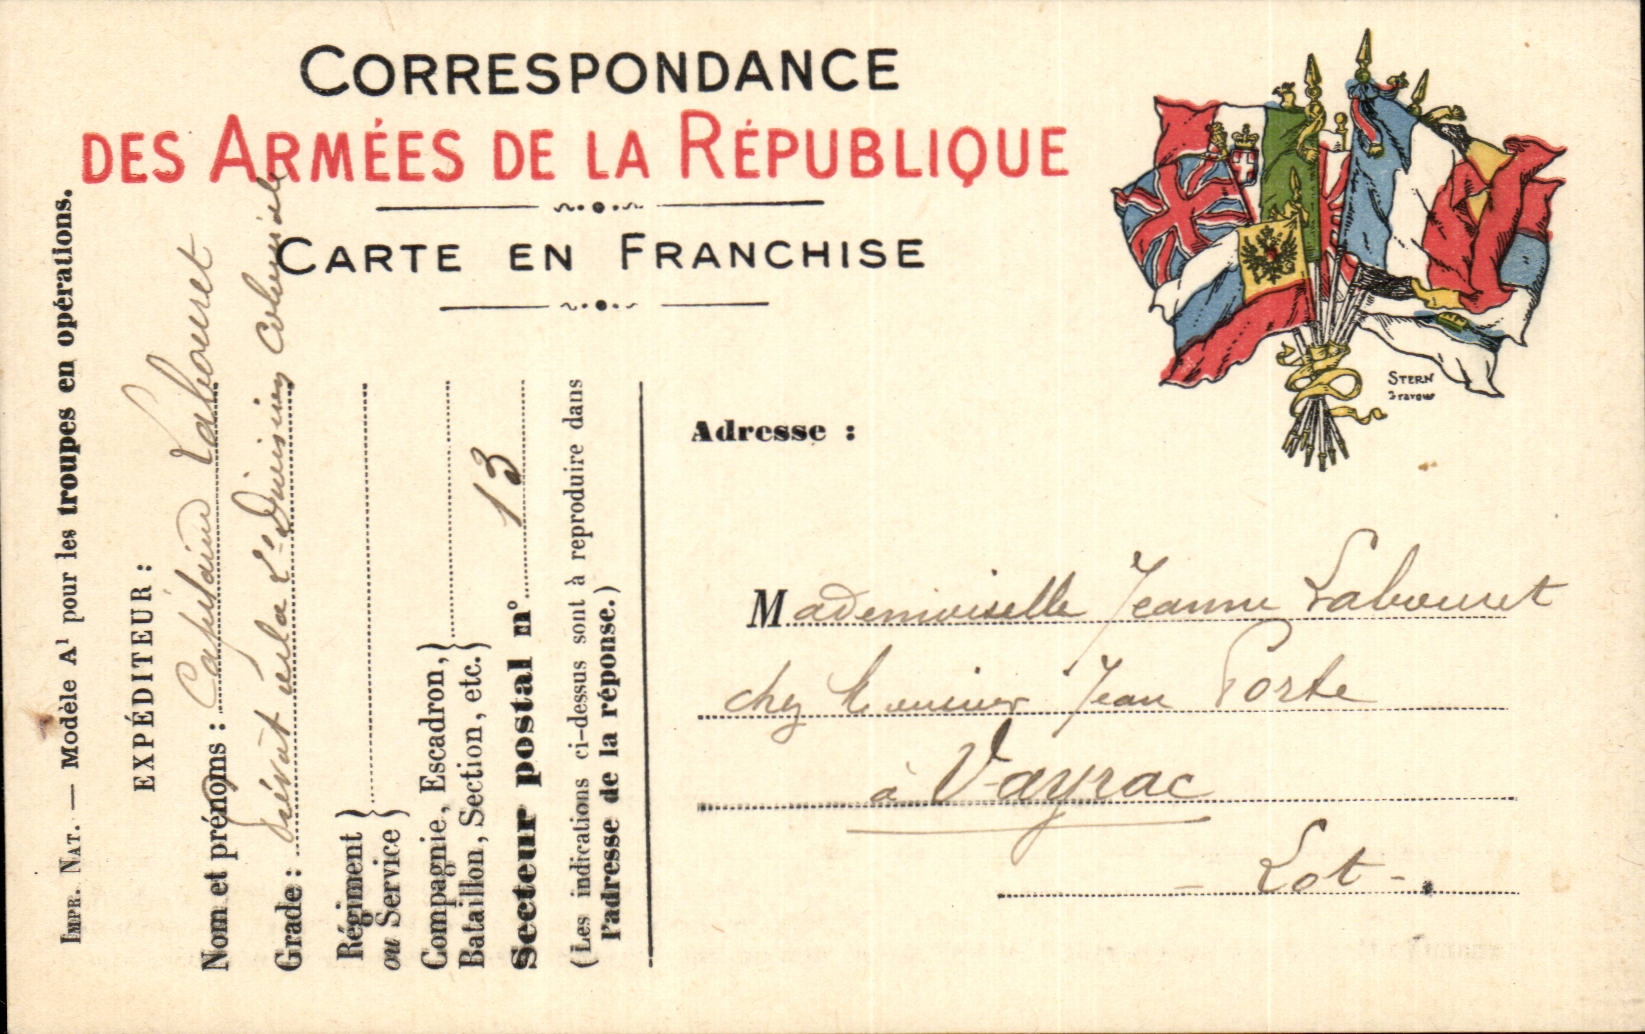 CORRESPONDANCE
DES ARMÉES DE LA RÉPUBLIQUE
CARTE EN FRANCHISE
IMPR. NAT. — Modèle A¹ pour les troupes en opérations.
EXPÉDITEUR :
Nom et prénoms : Capitaine Labouret
Grade : Prévôt de la 2e Division Coloniale
Régiment
ou Service }
Compagnie, Escadron, }
Bataillon, Section, etc. }
Secteur postal n° 13
(Les indications ci-dessus sont à reproduire dans
l'adresse de la réponse.)
STERN
Graveur
Adresse :
Mademoiselle Jeanne Labouret
chez Monsieur Jean Porte
à Vayrac
- Lot -.